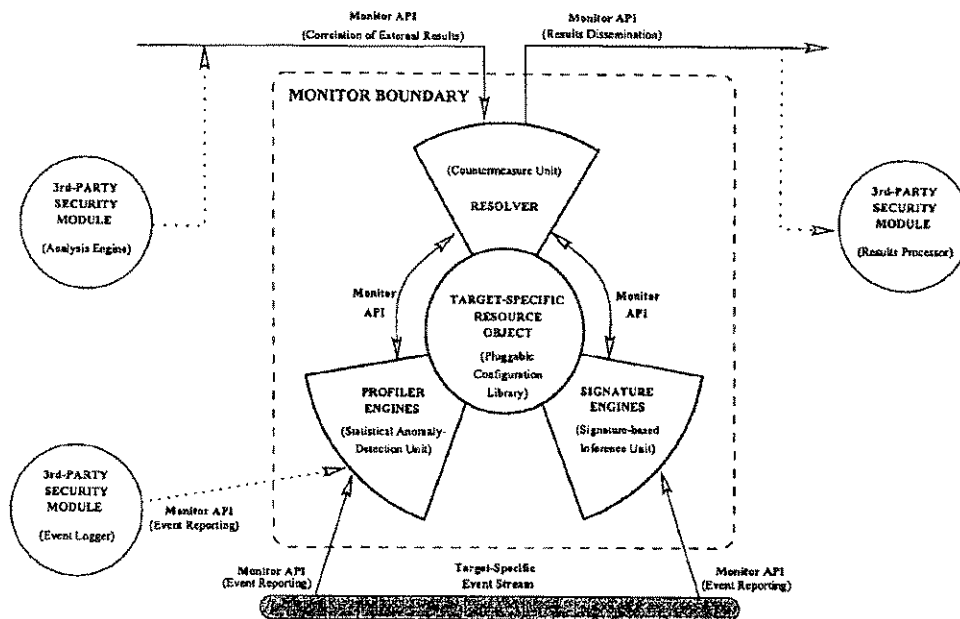 Monitor API
(Correlation of External Results)
Monitor API
(Results Dissemination)
MONITOR BOUNDARY
(Countermeasure Unit)
RESOLVER
3rd-PARTY
SECURITY
MODULE
(Analysis Engine)
3rd-PARTY
SECURITY
MODULE
(Results Processor)
Monitor
API
TARGET-SPECIFIC
RESOURCE
OBJECT
(Pluggable
Configuration
Library)
Monitor
API
PROFILER
ENGINES
(Statistical Anomaly-
Detection Unit)
SIGNATURE
ENGINES
(Signature-based
Inference Unit)
3rd-PARTY
SECURITY
MODULE
(Event Logger)
Monitor API
(Event Reporting)
Monitor API
(Event Reporting)
Target-Specific
Event Stream
Monitor API
(Event Reporting)